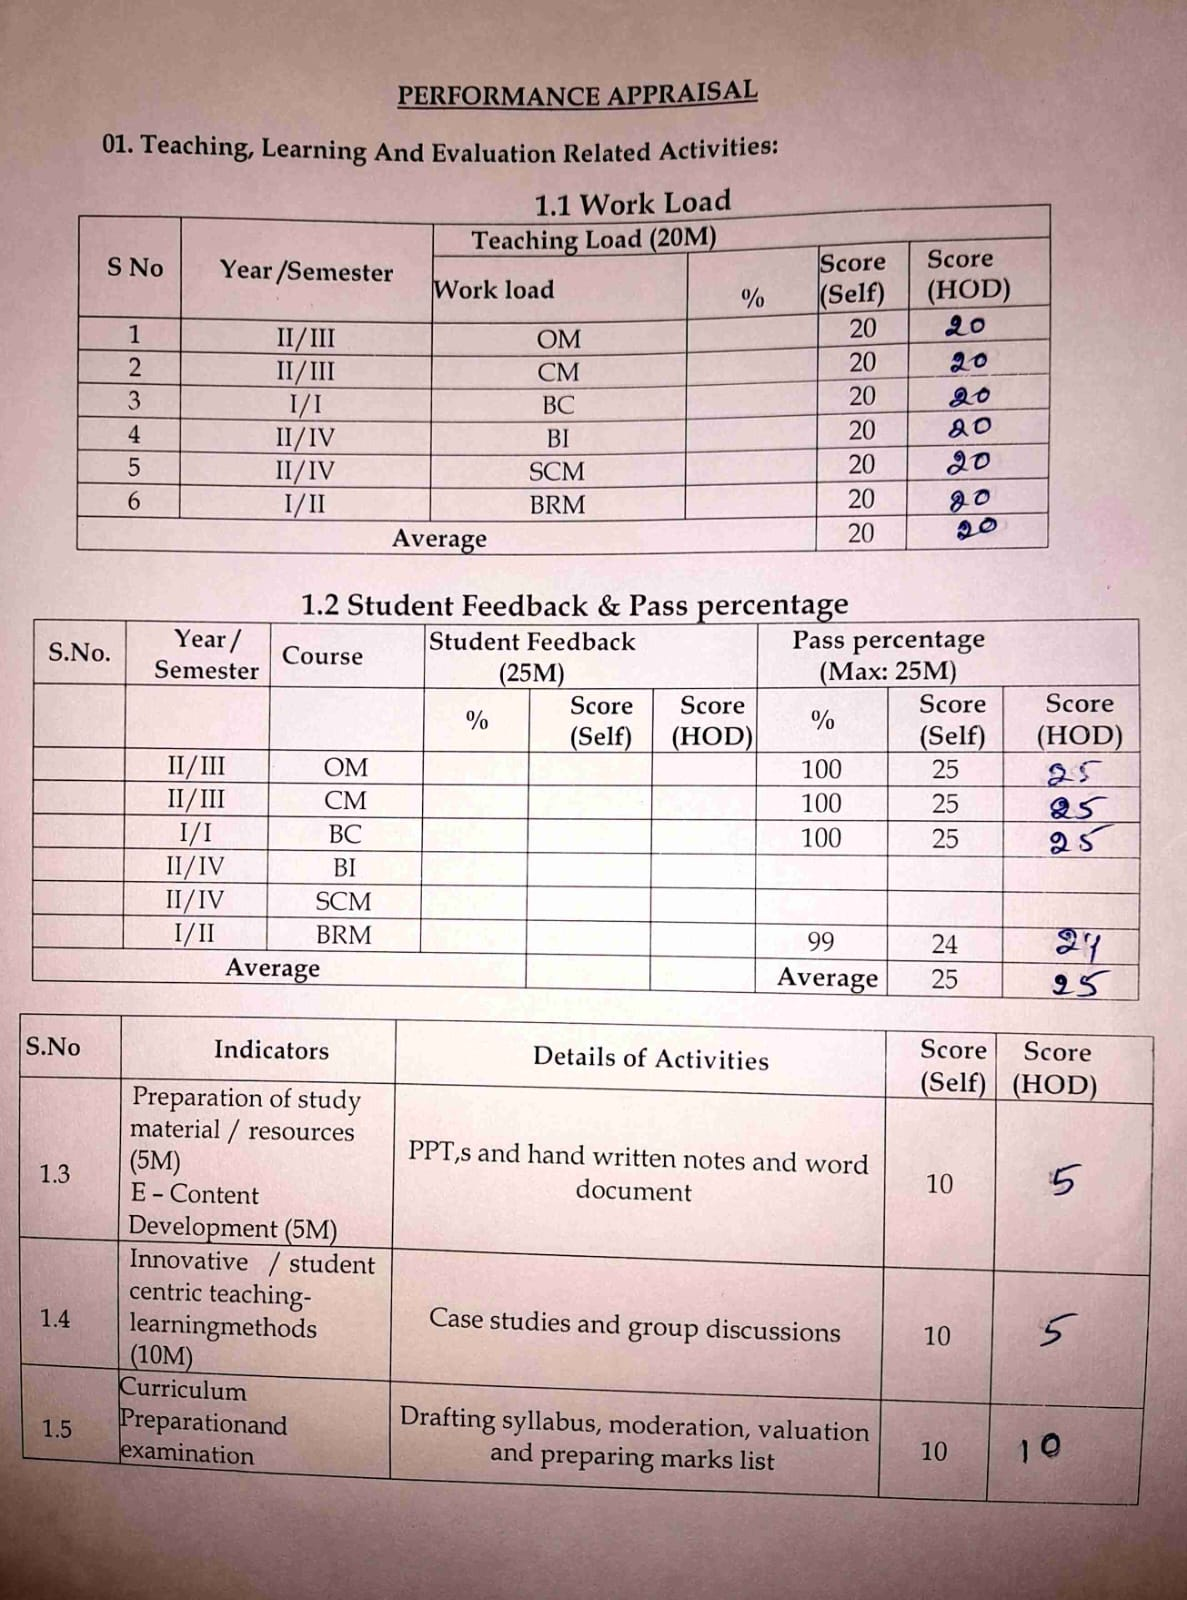 PERFORMANCE APPRAISAL
01. Teaching, Learning And Evaluation Related Activities:
1.1 Work Load
S No Year /Semester Teaching Load (20M)
Work load % Score (Self) Score (HOD)
1 II/III OM 20 20
2 II/III CM 20 20
3 I/I BC 20 20
4 II/IV BI 20 20
5 II/IV SCM 20 20
6 I/II BRM 20 20
Average 20 20
1.2 Student Feedback & Pass percentage
S.No. Year / Semester Course Student Feedback (25M) Pass percentage (Max: 25M)
% Score (Self) Score (HOD) % Score (Self) Score (HOD)
II/III OM 100 25 25
II/III CM 100 25 25
I/I BC 100 25 25
II/IV BI
II/IV SCM
I/II BRM 99 24 24
Average Average 25 25
S.No Indicators Details of Activities Score (Self) Score (HOD)
1.3 Preparation of study
material / resources
(5M)
E – Content
Development (5M)
PPT,s and hand written notes and word
document
10 5
1.4 Innovative / student
centric teaching-
learningmethods
(10M)
Case studies and group discussions
10 5
1.5 Curriculum
Preparationand
examination
Drafting syllabus, moderation, valuation
and preparing marks list
10 10